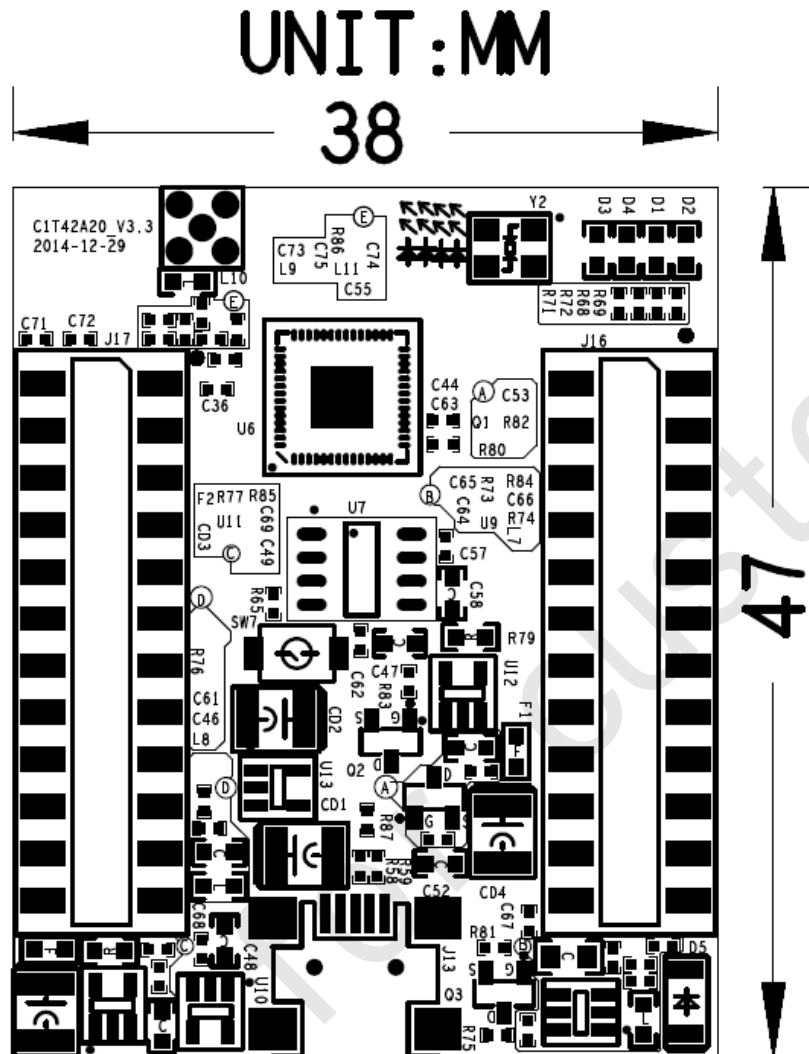 UNIT:MM
38
C1T42A20_V3.3
2014-12-29
Y2
D3 D4 D1 D2
E
C73 C75 R86 C74
L9 L11
C55
L10
E
R71 R72 R68 R69
C71 C72
J17
J16
C36
U6
C44
C63
A
C53
Q1 R82
R80
F2 R77 R85
U11
C69
C49
CD3
C
U7
B
C65 R73 R84
C64 C66
U9 R74
L7
C57
C58
C
47
D
R65
SW7
R79
R
R76
C62
C47
C
R83
U12
C61
C46
L8
CD2
S G
D
Q2
F1
F
C
D
U13
CD1
A
D
G S
R87
R58
R59
C
C
L
C52
CD4
C67
C68
C
C48
U10
J13
R81
B
S G
D
Q3
R75
D5
F
R
C
C
C
L
for custo